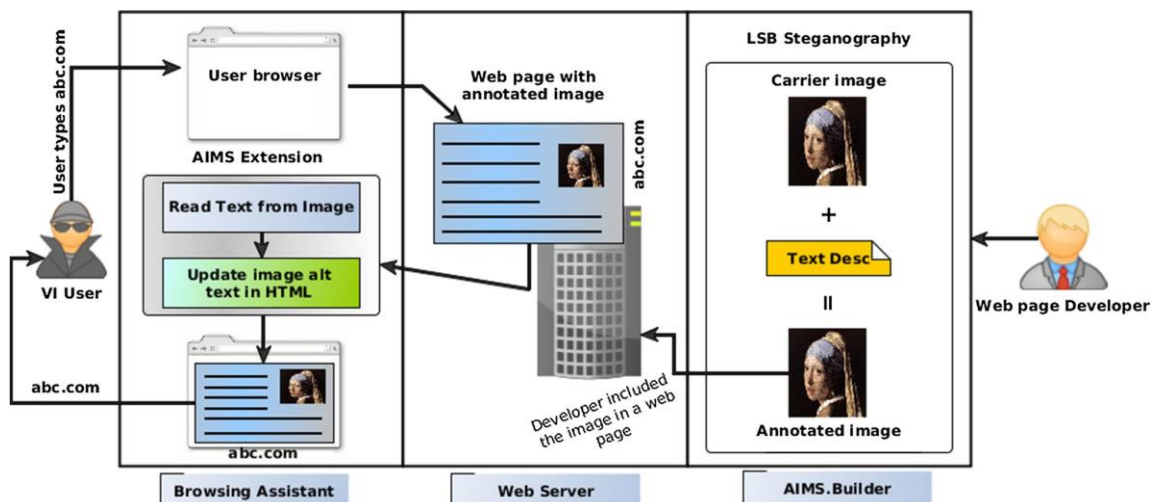 User types abc.com
VI User
abc.com
User browser
AIMS Extension
Read Text from Image
Update image alt
text in HTML
abc.com
Browsing Assistant
Web page with
annotated image
abc.com
Developer included
the image in a web
page
Web Server
LSB Steganography
Carrier image
+
Text Desc
=
Annotated image
AIMS.Builder
Web page Developer